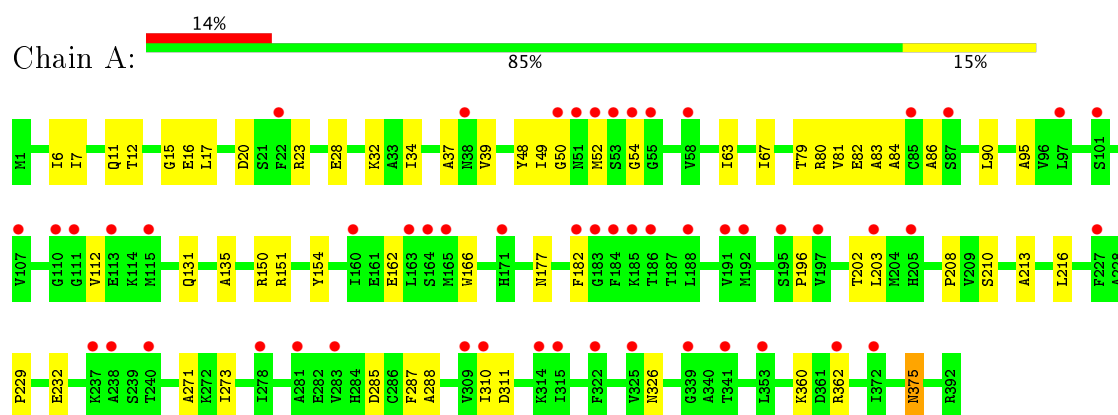 14%
Chain A:
85% 15%
M1 I6 I7 Q11 T12 G15 E16 L17 D20 S21 F22 R23 E28 K32 A33 I34 A37 N38 V39 Y48 I49 G50 N51 M52 S53 G54 G55 V58 I63 I67 T79 R80 V81 E82 A83 A84 C85 A86 S87 L90 A95 V96 L97 S101
V107 G110 G111 V112 E113 K114 M115 Q131 A135 R150 R151 Y154 I160 E161 E162 L163 S164 M165 W166 H171 N177 F182 G183 F184 K185 T186 T187 L188 V191 M192 S195 P196 V197 T202 L203 M204 H205 P208 V209 S210 A213 L216 F227 A228
P229 E232 K237 A238 S239 T240 A271 K272 I273 I278 A281 E282 V283 H284 D285 C286 F287 A288 V309 I310 D311 K314 I315 F322 V325 N326 G339 A340 T341 L353 K360 D361 R362 I372 N375 R392